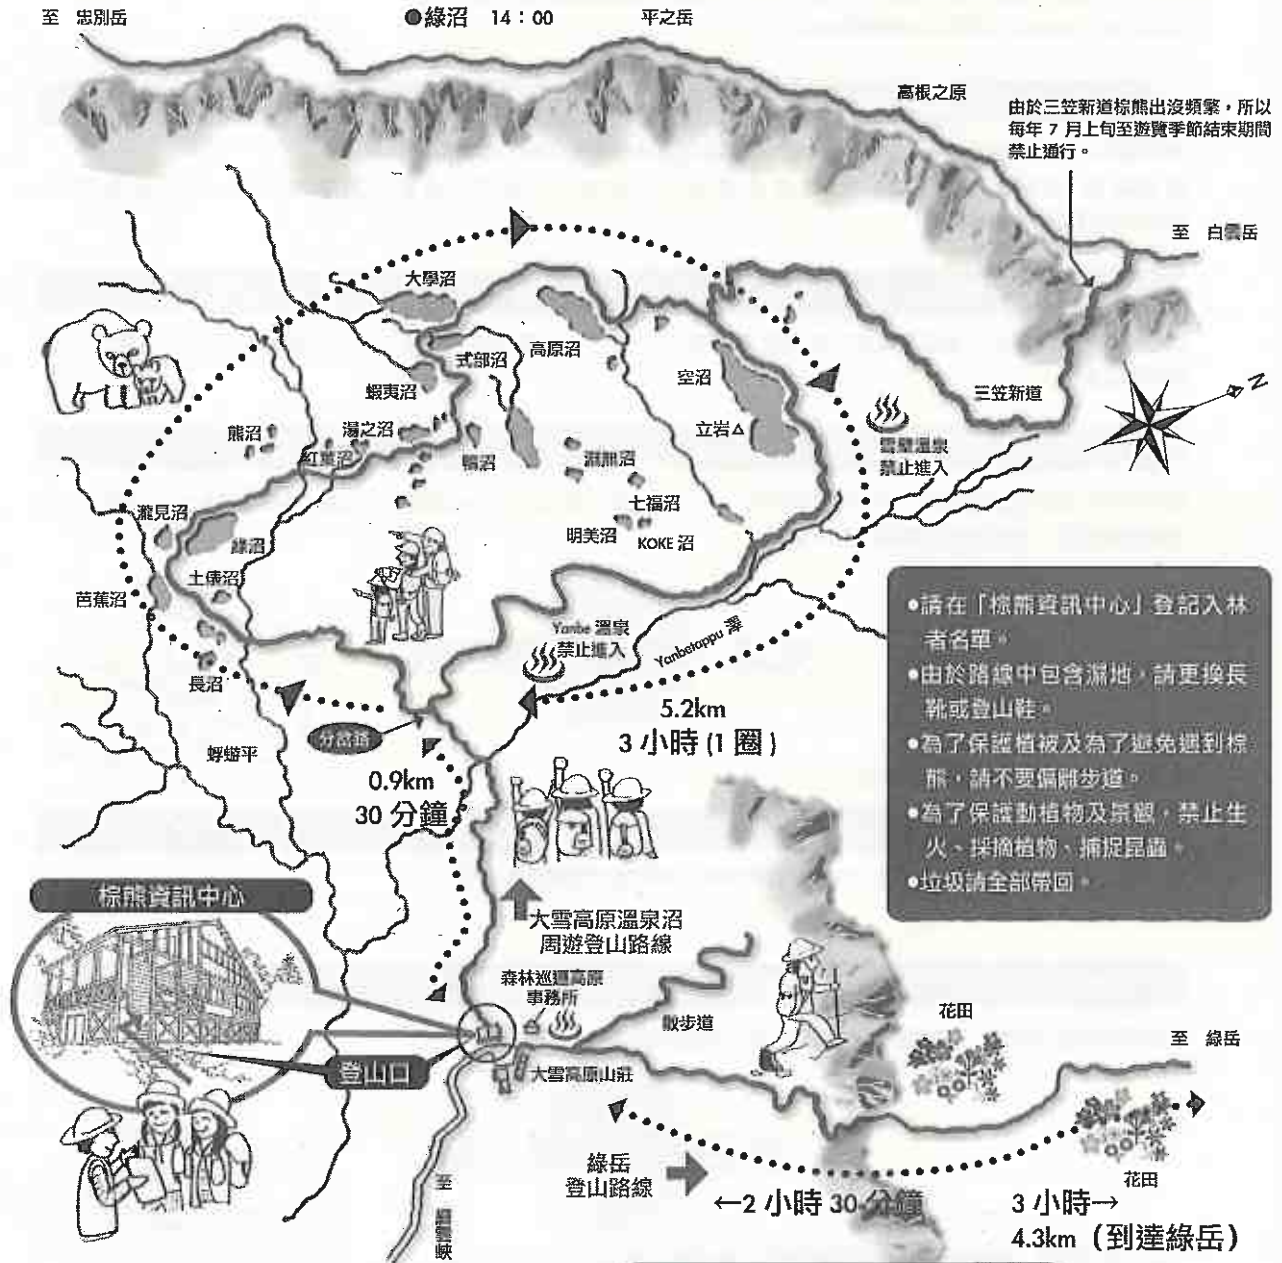 至 忠別岳
●綠沼 14：00
平之岳
高根之原
由於三笠新道棕熊出沒頻繁，所以
每年 7 月上旬至遊覽季節結束期間
禁止通行。
至 白雲岳
大學沼
式部沼
高原沼
蝦夷沼
空沼
三笠新道
N
熊沼
湯之沼
紅葉沼
鴨沼
立岩△
雪壁溫泉
禁止進入
瀧見沼
綠沼
七福沼
明美沼
KOKE 沼
土俵沼
芭蕉沼
長沼
Yanbe 溫泉
禁止進入
Yanbetappu 澤
5.2km
3 小時 (1 圈)
蜉蝣平
0.9km
30 分鐘
●請在「棕熊資訊中心」登記入林
者名單。
●由於路線中包含濕地，請更換長
靴或登山鞋。
●為了保護植被及為了避免遇到棕
熊，請不要偏離步道。
●為了保護動植物及景觀，禁止生
火、採摘植物、捕捉昆蟲。
●垃圾請全部帶回。
棕熊資訊中心
大雪高原溫泉沼
周遊登山路線
森林巡邏高原
事務所
散步道
花田
至 綠岳
登山口
大雪高原山莊
綠岳
登山路線
←2 小時 30 分鐘
3 小時→
4.3km（到達綠岳）
花田
至 層雲峽